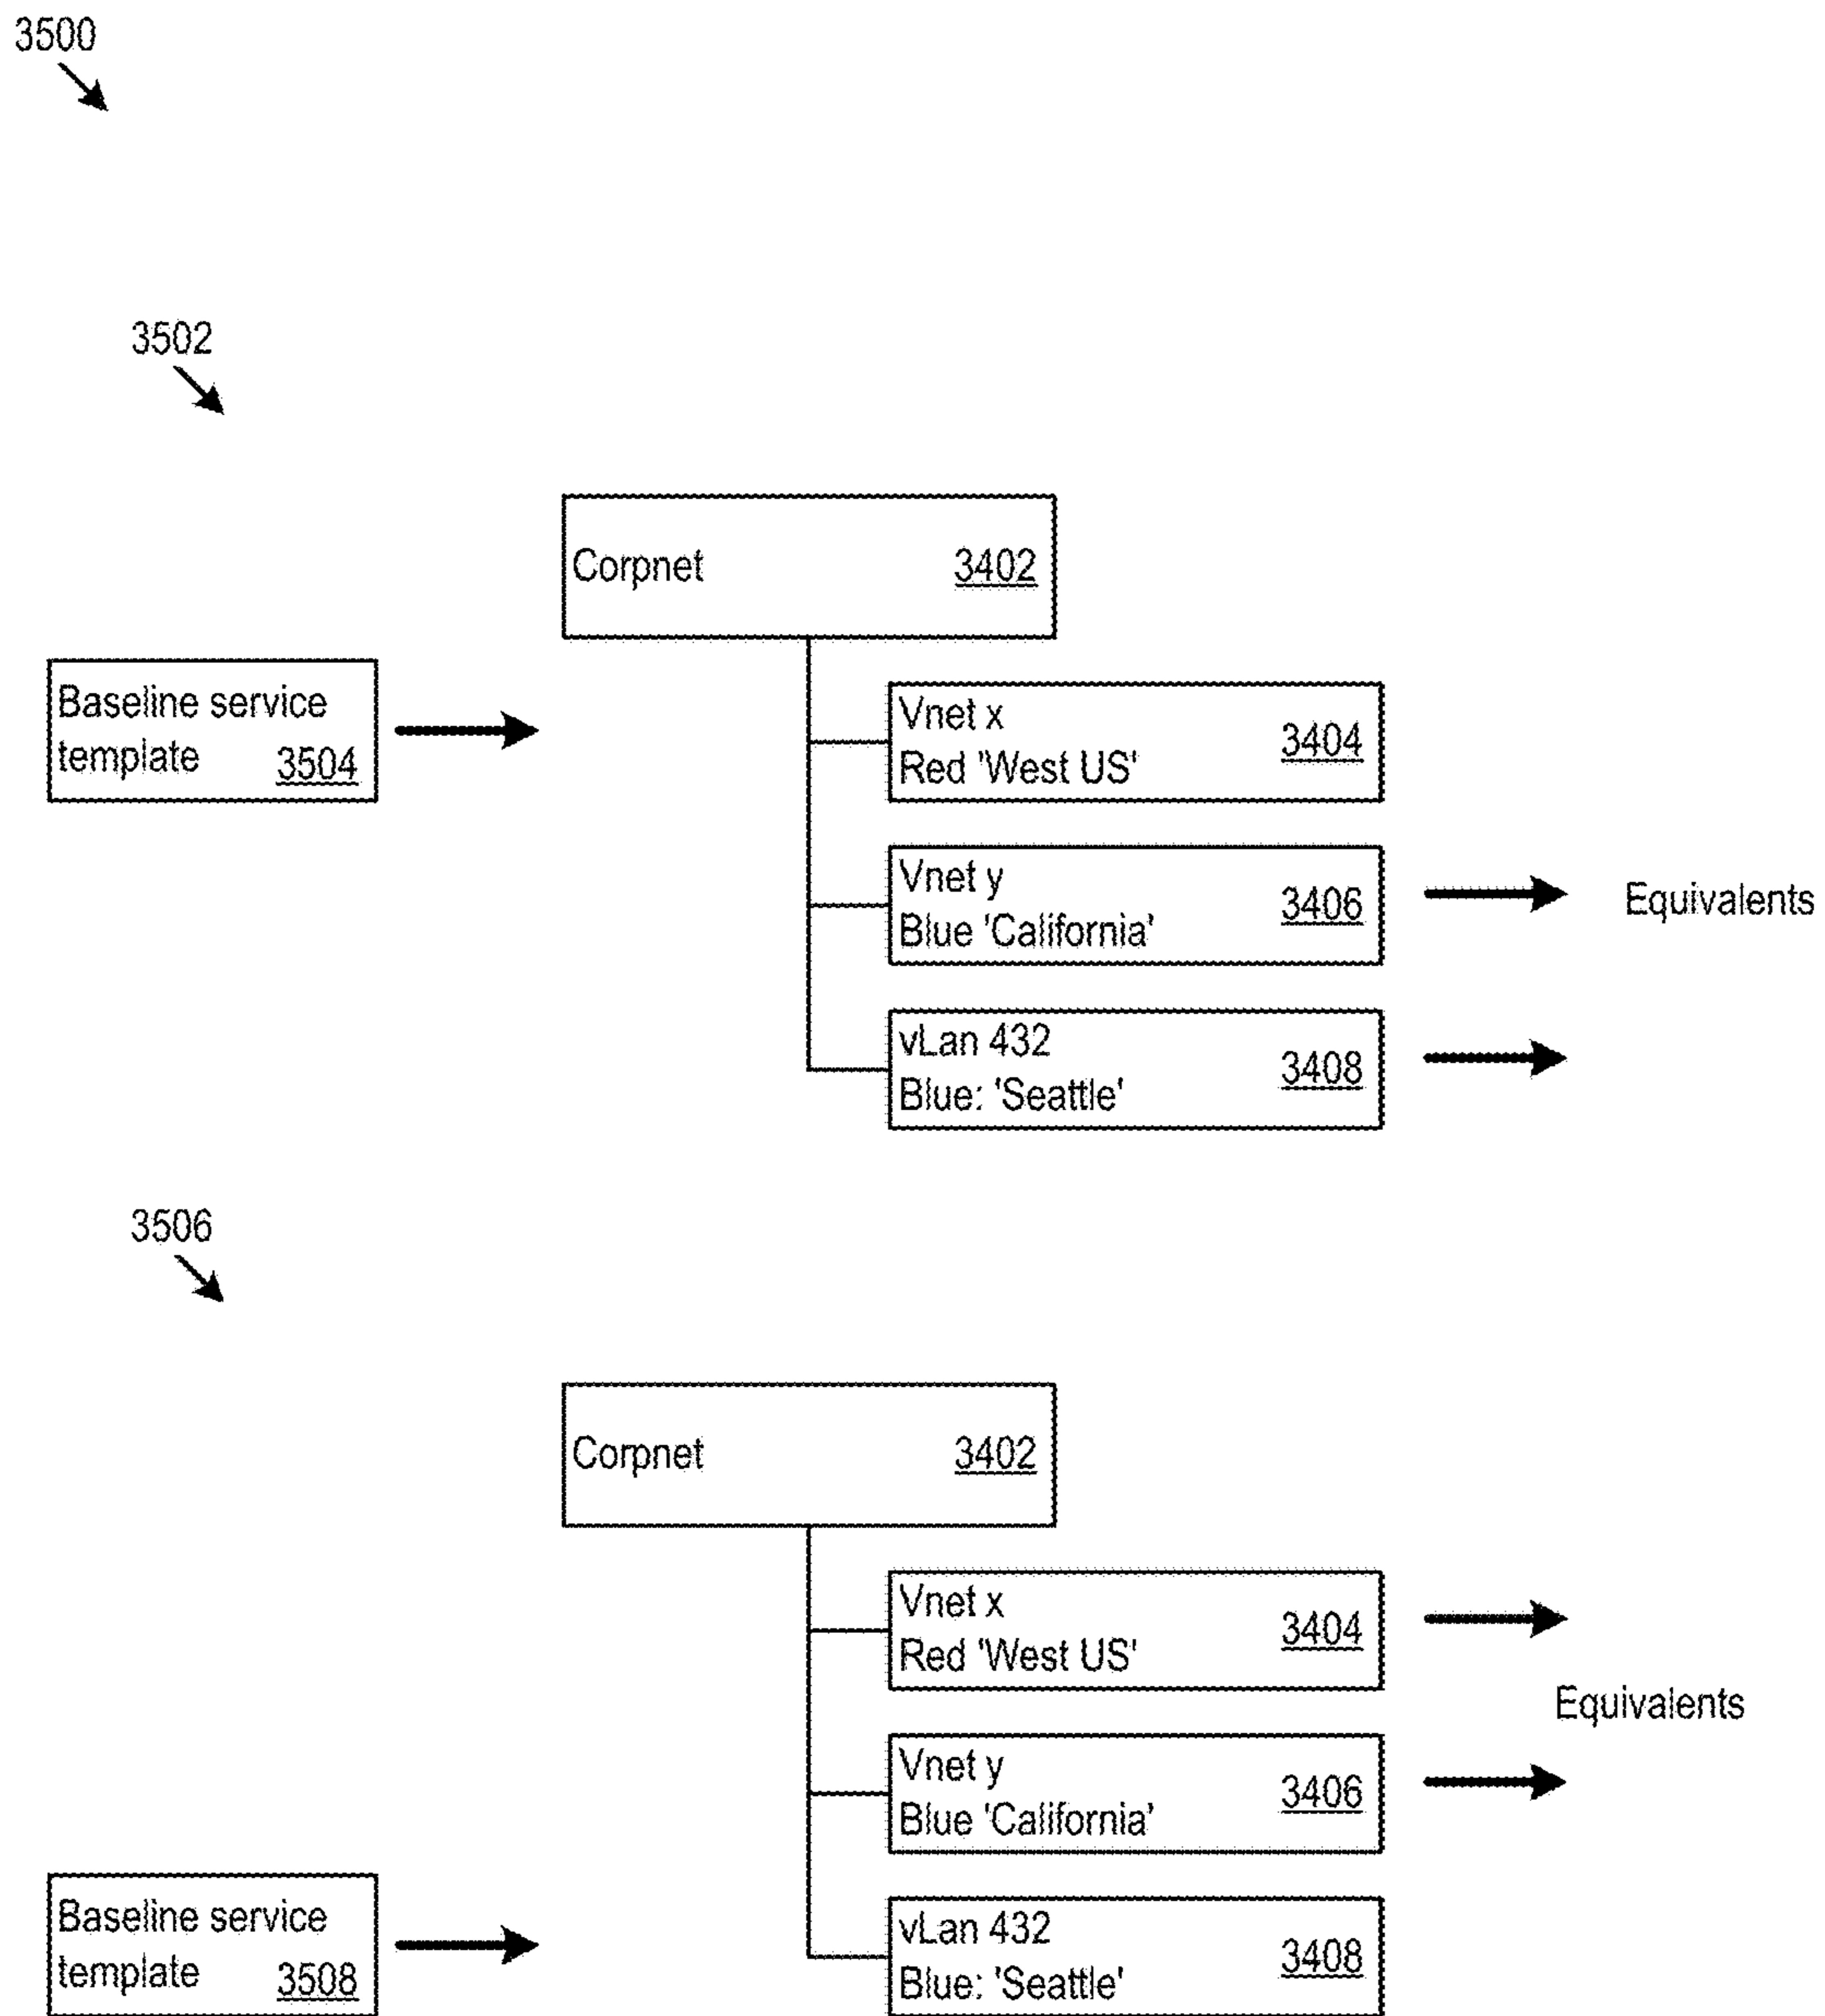 3500
3502
Corpnet 3402
Baseline service
template 3504
Vnet x
Red 'West US' 3404
Vnet y
Blue 'California' 3406
Equivalents
vLan 432
Blue: 'Seattle' 3408
3506
Corpnet 3402
Vnet x
Red 'West US' 3404
Equivalents
Vnet y
Blue 'California' 3406
Baseline service
template 3508
vLan 432
Blue: 'Seattle' 3408